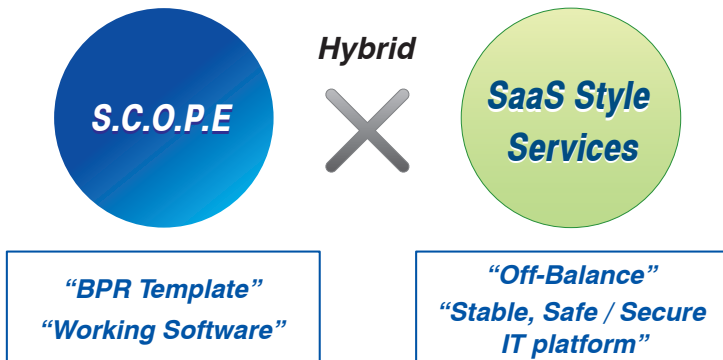 Hybrid
S.C.O.P.E
SaaS Style
Services
“BPR Template”
“Working Software”
“Off-Balance”
“Stable, Safe / Secure
IT platform”